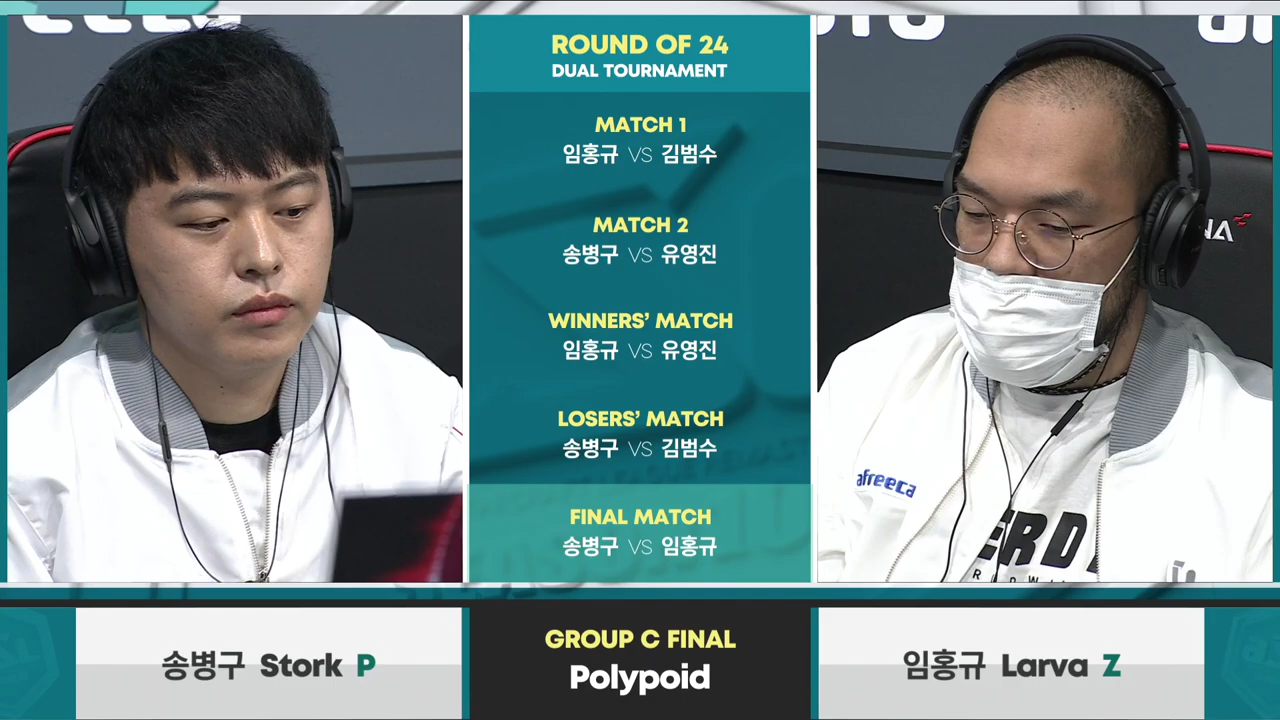 ROUND OF 24
DUAL TOURNAMENT
MATCH 1
임홍규 VS 김범수
MATCH 2
송병구 VS 유영진
WINNERS' MATCH
임홍규 VS 유영진
LOSERS' MATCH
송병구 VS 김범수
FINAL MATCH
송병구 VS 임홍규
afreeca
송병구 Stork P
GROUP C FINAL
Polypoid
임홍규 Larva Z